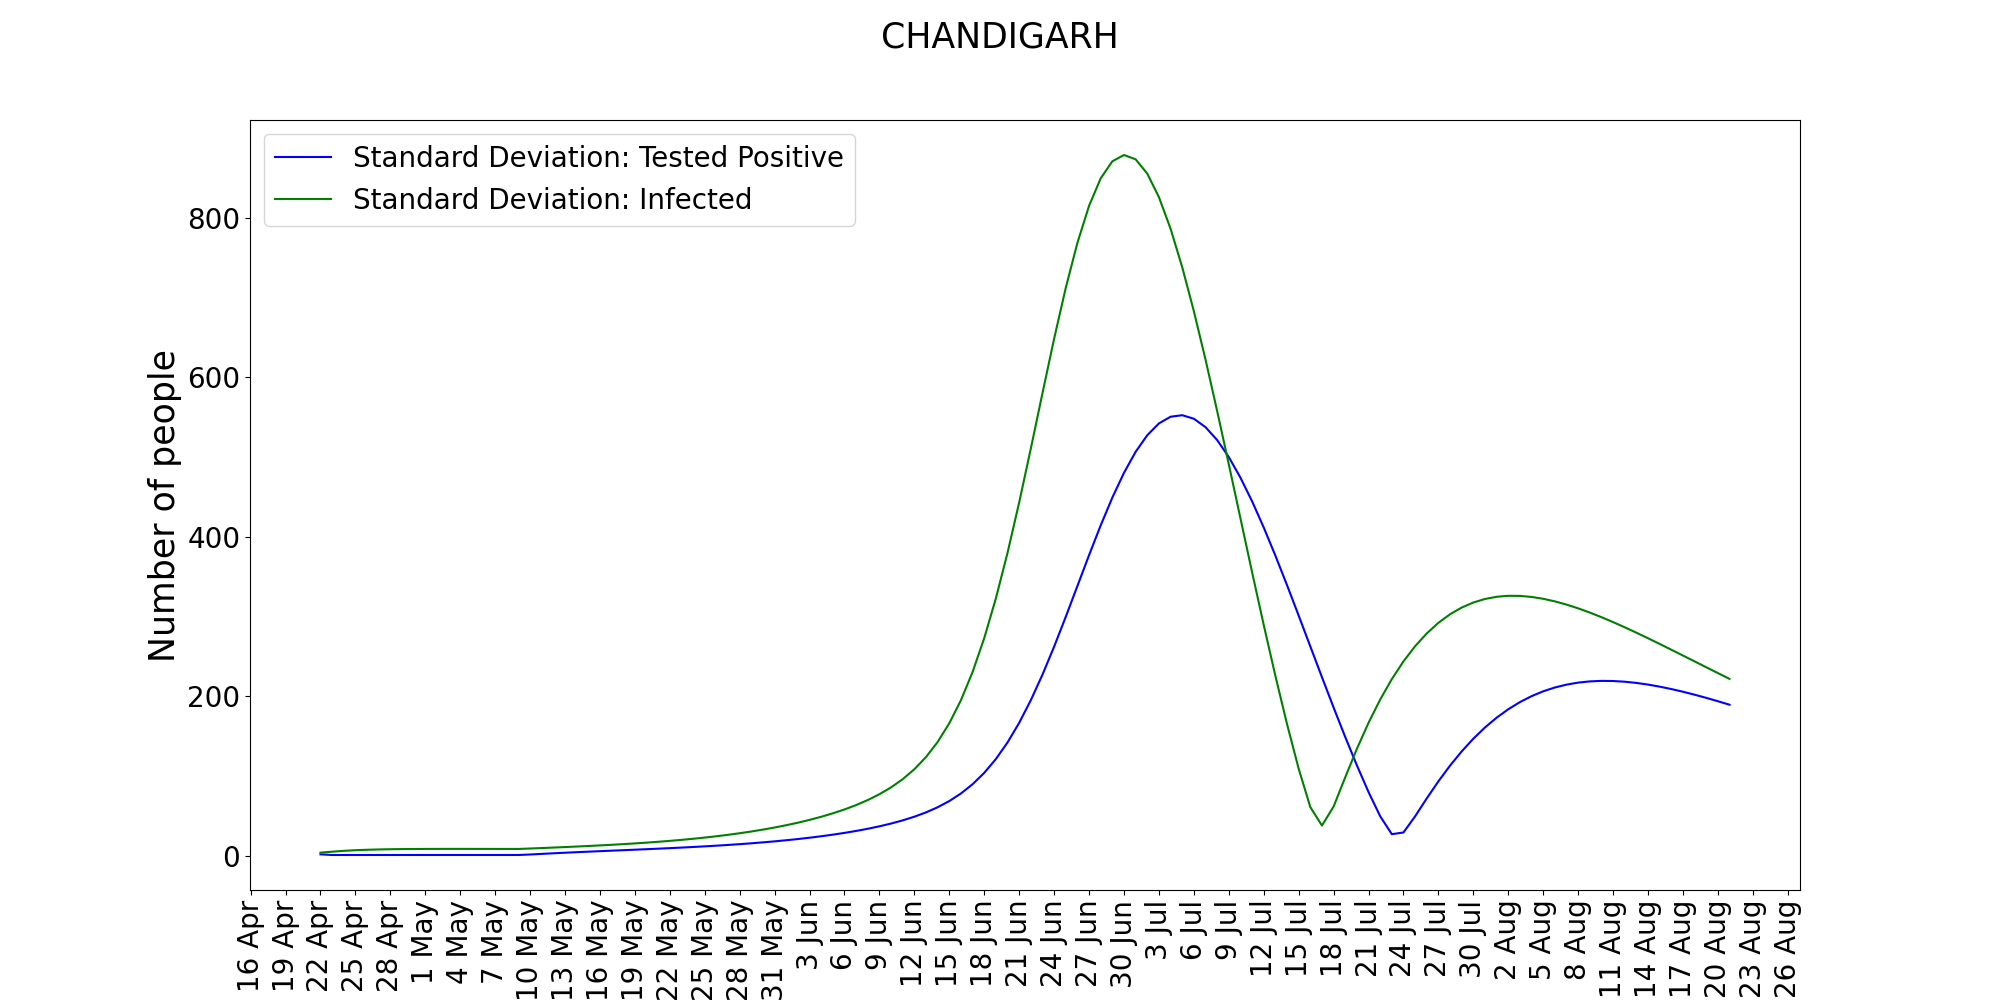 CHANDIGARH
Standard Deviation: Tested Positive
Standard Deviation: Infected
Number of people
800
600
400
200
0
16 Apr
19 Apr
22 Apr
25 Apr
28 Apr
1 May
4 May
7 May
10 May
13 May
16 May
19 May
22 May
25 May
28 May
31 May
3 Jun
6 Jun
9 Jun
12 Jun
15 Jun
18 Jun
21 Jun
24 Jun
27 Jun
30 Jun
3 Jul
6 Jul
9 Jul
12 Jul
15 Jul
18 Jul
21 Jul
24 Jul
27 Jul
30 Jul
2 Aug
5 Aug
8 Aug
11 Aug
14 Aug
17 Aug
20 Aug
23 Aug
26 Aug